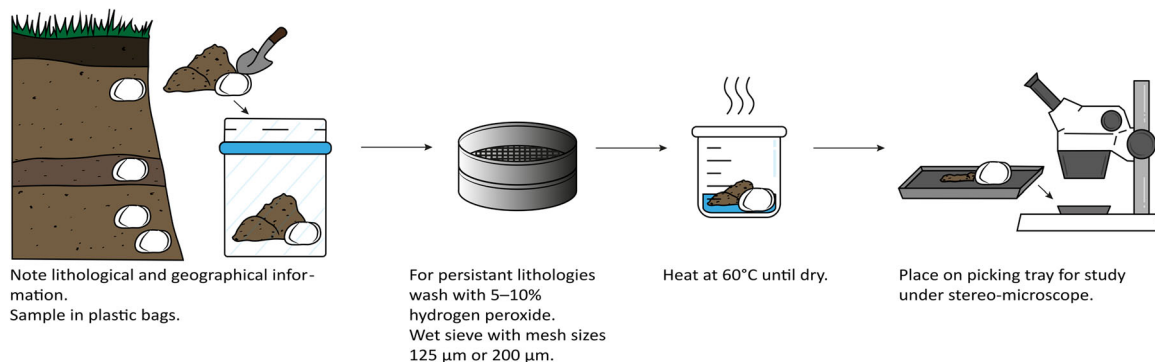 Note lithological and geographical infor-
mation.
Sample in plastic bags.
For persistant lithologies
wash with 5–10%
hydrogen peroxide.
Wet sieve with mesh sizes
125 μm or 200 μm.
Heat at 60°C until dry.
Place on picking tray for study
under stereo-microscope.